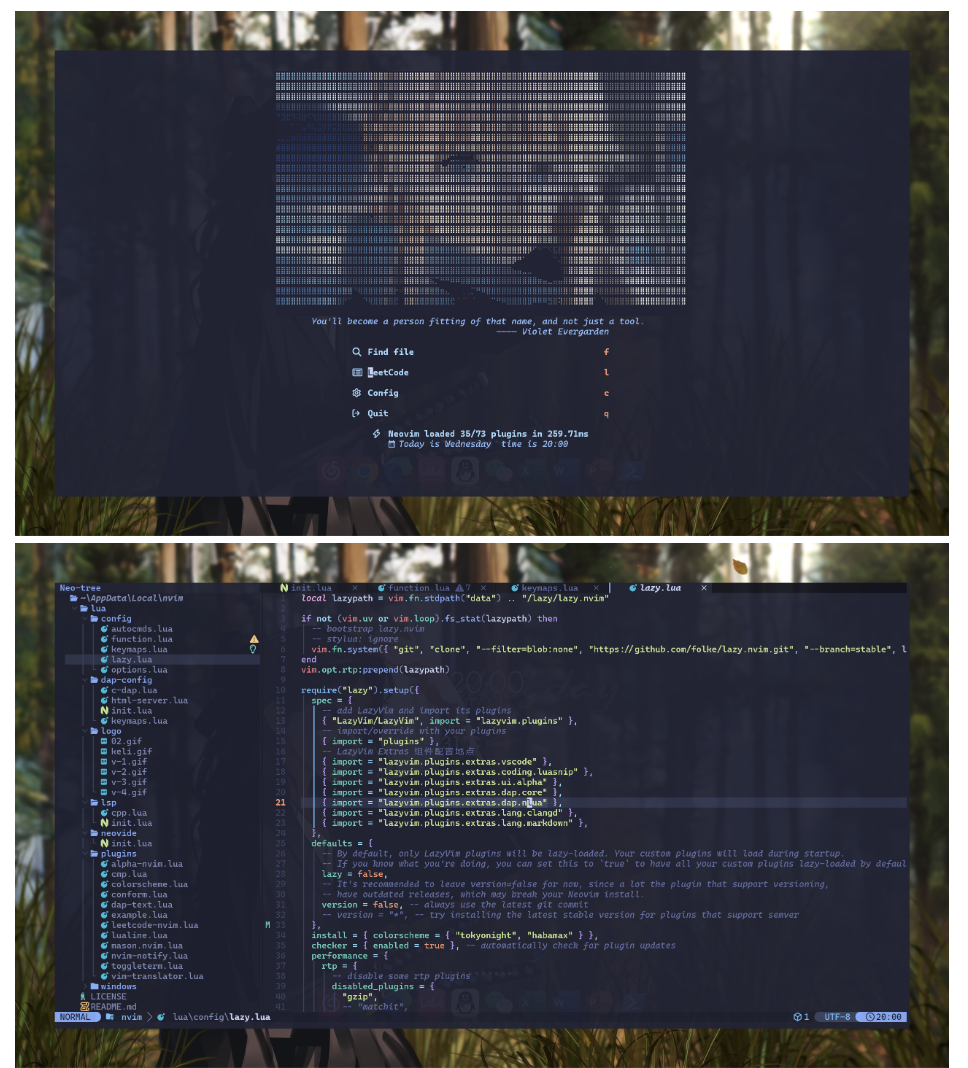 You'll become a person fitting of that name, and not just a tool.
—— Violet Evergarden
Find file f
LeetCode l
Config c
Quit q
Neovim loaded 35/73 plugins in 259.71ms
Today is Wednesday time is 20:00
Neo-tree
~\AppData\Local\nvim
lua
config
autocmds.lua
function.lua
keymaps.lua
lazy.lua
options.lua
dap-config
c-dap.lua
html-server.lua
init.lua
keymaps.lua
logo
02.gif
keli.gif
v-1.gif
v-2.gif
v-3.gif
v-4.gif
lsp
cpp.lua
init.lua
neovide
init.lua
plugins
alpha-nvim.lua
cmp.lua
colorscheme.lua
conform.lua
dap-text.lua
example.lua
leetcode-nvim.lua M
lualine.lua
mason.nvim.lua
nvim-notify.lua
toggleterm.lua
vim-translator.lua
windows
LICENSE
README.md
init.lua × function.lua 7 × keymaps.lua × lazy.lua ×
local lazypath = vim.fn.stdpath("data") .. "/lazy/lazy.nvim"
3 if not (vim.uv or vim.loop).fs_stat(lazypath) then
4 -- bootstrap lazy.nvim
5 -- stylua: ignore
6 vim.fn.system({ "git", "clone", "--filter=blob:none", "https://github.com/folke/lazy.nvim.git", "--branch=stable", l
7 end
8 vim.opt.rtp:prepend(lazypath)
9
10 require("lazy").setup({
11 spec = {
12 -- add LazyVim and import its plugins
13 { "LazyVim/LazyVim", import = "lazyvim.plugins" },
14 -- import/override with your plugins
15 { import = "plugins" },
16 -- LazyVim Extras 组件配置地点
17 { import = "lazyvim.plugins.extras.vscode" },
18 { import = "lazyvim.plugins.extras.coding.luasnip" },
19 { import = "lazyvim.plugins.extras.ui.alpha" },
20 { import = "lazyvim.plugins.extras.dap.core" },
21 { import = "lazyvim.plugins.extras.dap.nlua" },
22 { import = "lazyvim.plugins.extras.lang.clangd" },
23 { import = "lazyvim.plugins.extras.lang.markdown" },
24 },
25 defaults = {
26 -- By default, only LazyVim plugins will be lazy-loaded. Your custom plugins will load during startup.
27 -- If you know what you're doing, you can set this to `true` to have all your custom plugins lazy-loaded by defaul
28 lazy = false,
29 -- It's recommended to leave version=false for now, since a lot the plugin that support versioning,
30 -- have outdated releases, which may break your Neovim install.
31 version = false, -- always use the latest git commit
32 -- version = "*", -- try installing the latest stable version for plugins that support semver
33 },
34 install = { colorscheme = { "tokyonight", "habamax" } },
35 checker = { enabled = true }, -- automatically check for plugin updates
36 performance = {
37 rtp = {
38 -- disable some rtp plugins
39 disabled_plugins = {
40 "gzip",
41 -- "matchit",
NORMAL nvim lua\config\lazy.lua 1 UTF-8 20:00